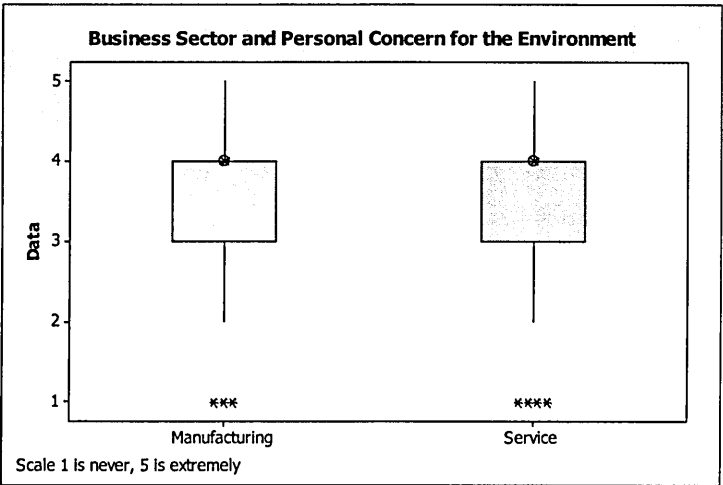 Business Sector and Personal Concern for the Environment
5
4
3
2
1
Data
*** ****
Manufacturing Service
Scale 1 is never, 5 is extremely